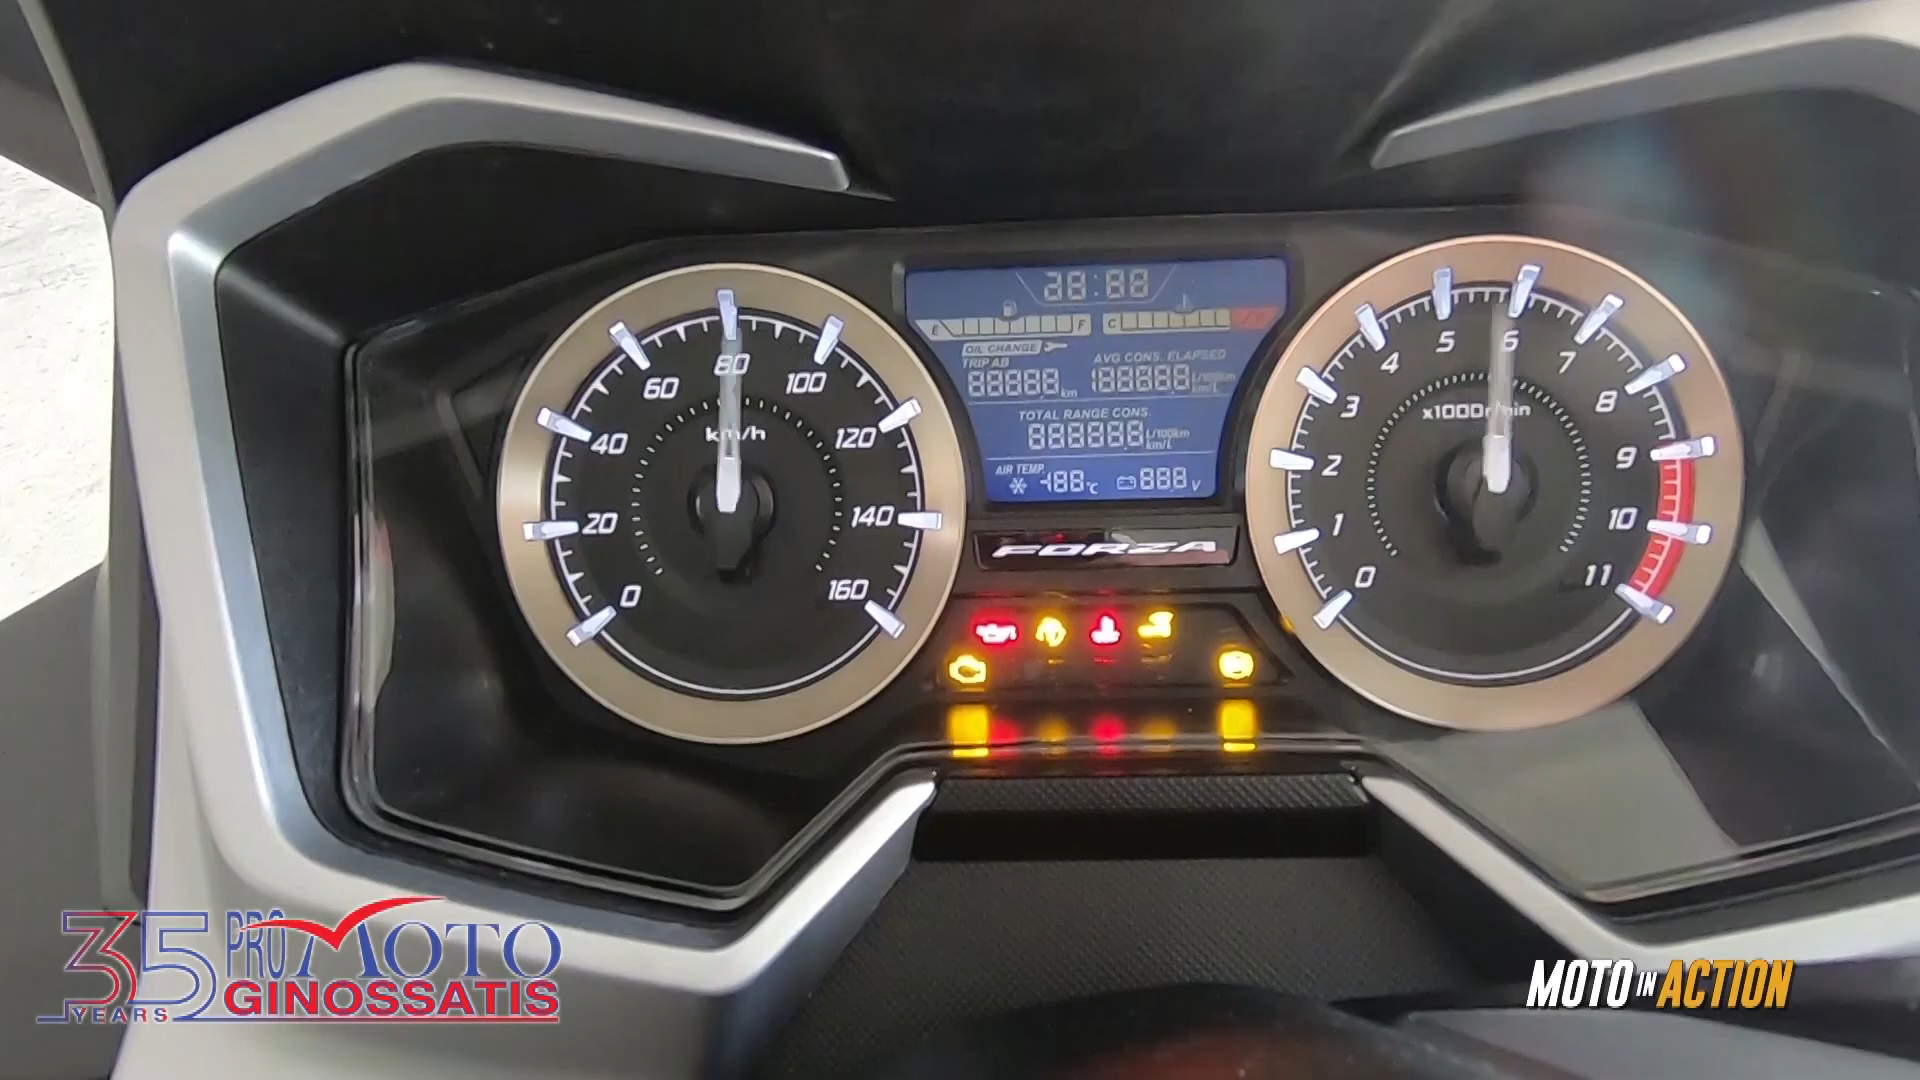 28:88
E F C H
OIL CHANGE
TRIP AB
88888 km
AVG CONS. ELAPSED
188888 L/100km km/L
TOTAL RANGE CONS.
888888 L/100km km/L
AIR TEMP.
-188 °C 888 V
FORZA
0 20 40 60 80 100 120 140 160
km/h
0 1 2 3 4 5 6 7 8 9 10 11
x1000r/min
35 YEARS
PRO MOTO
GINOSSATIS
MOTO IN ACTION